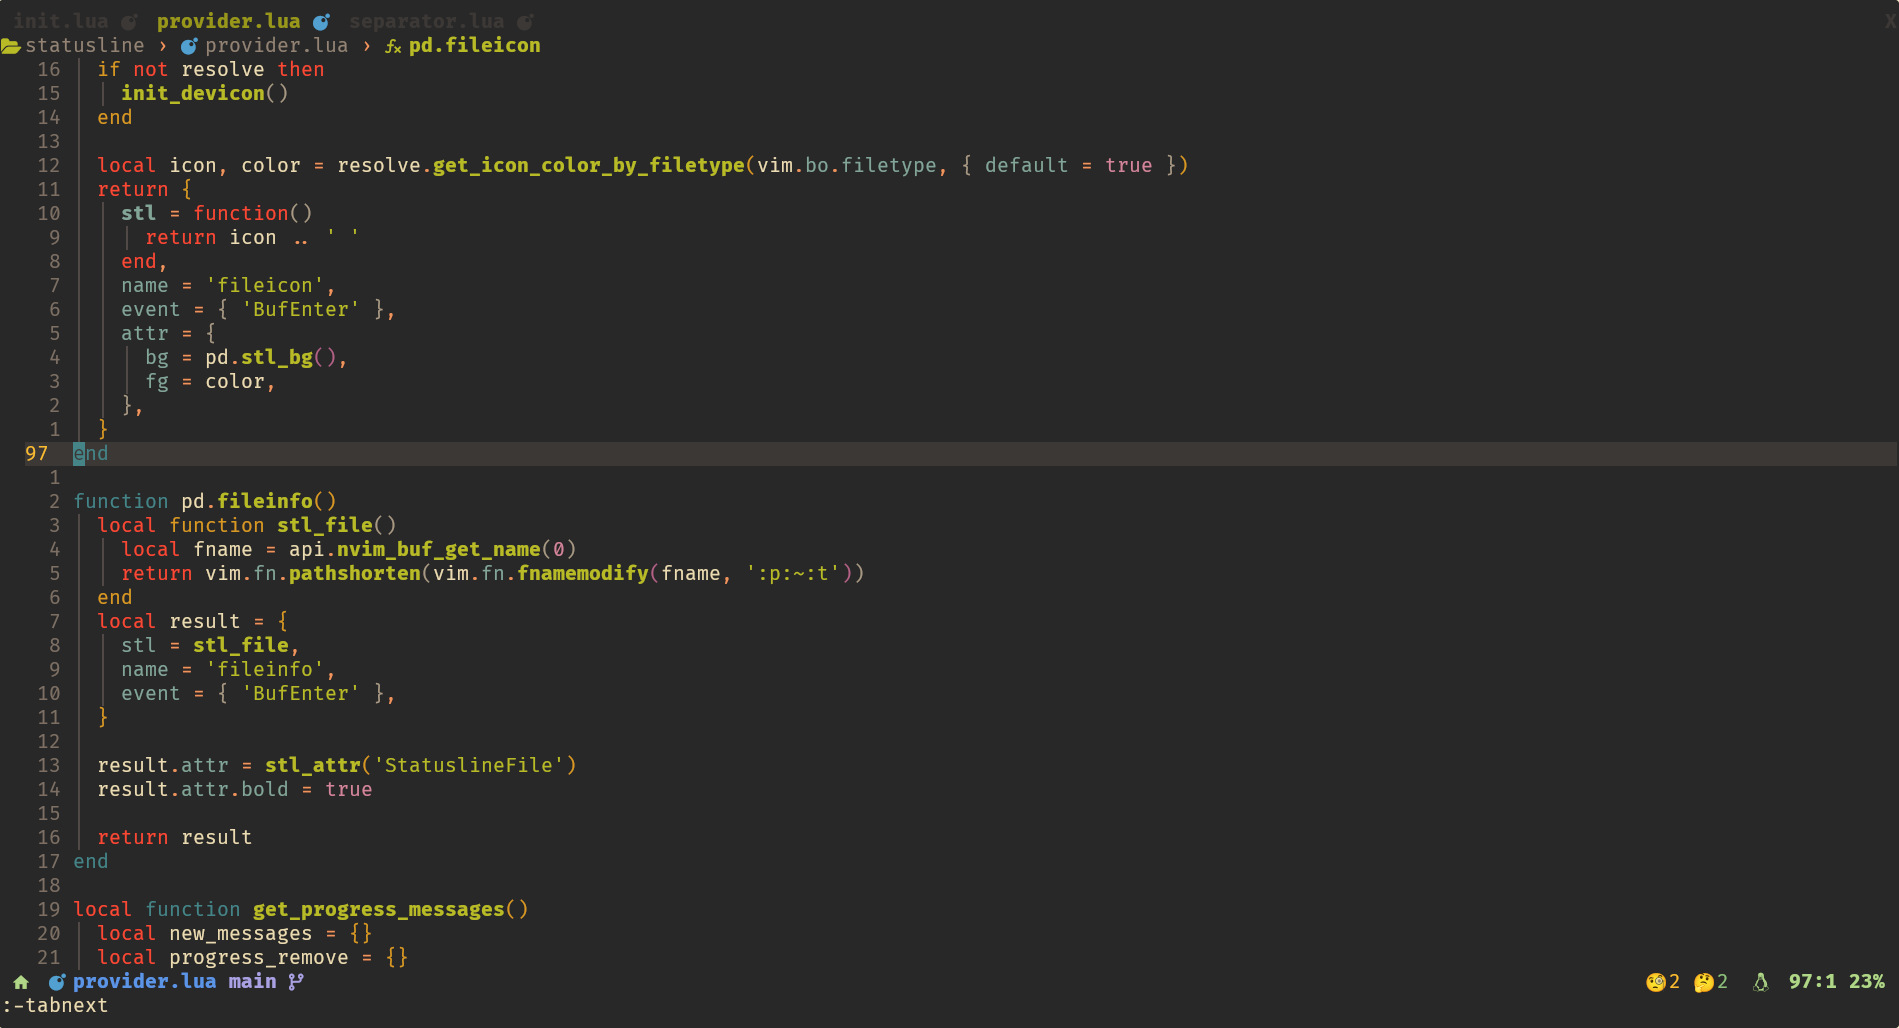 init.lua provider.lua separator.lua X
statusline › provider.lua › fx pd.fileicon
16 if not resolve then
15 init_devicon()
14 end
13
12 local icon, color = resolve.get_icon_color_by_filetype(vim.bo.filetype, { default = true })
11 return {
10 stl = function()
9 return icon .. ' '
8 end,
7 name = 'fileicon',
6 event = { 'BufEnter' },
5 attr = {
4 bg = pd.stl_bg(),
3 fg = color,
2 },
1 }
97 end
1
2 function pd.fileinfo()
3 local function stl_file()
4 local fname = api.nvim_buf_get_name(0)
5 return vim.fn.pathshorten(vim.fn.fnamemodify(fname, ':p:~:t'))
6 end
7 local result = {
8 stl = stl_file,
9 name = 'fileinfo',
10 event = { 'BufEnter' },
11 }
12
13 result.attr = stl_attr('StatuslineFile')
14 result.attr.bold = true
15
16 return result
17 end
18
19 local function get_progress_messages()
20 local new_messages = {}
21 local progress_remove = {}
provider.lua main 🧐2 🤔2 97:1 23%
:-tabnext